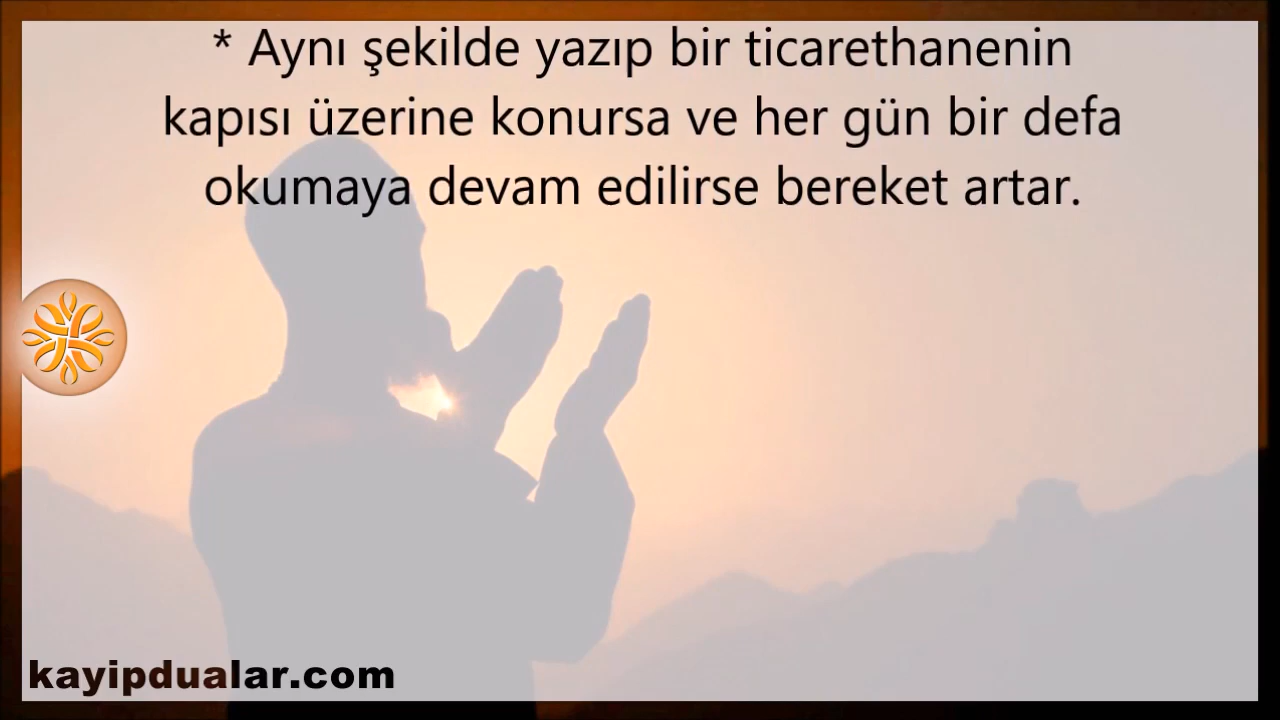 * Aynı şekilde yazıp bir ticarethanenin
kapısı üzerine konursa ve her gün bir defa
okumaya devam edilirse bereket artar.
kayipdualar.com